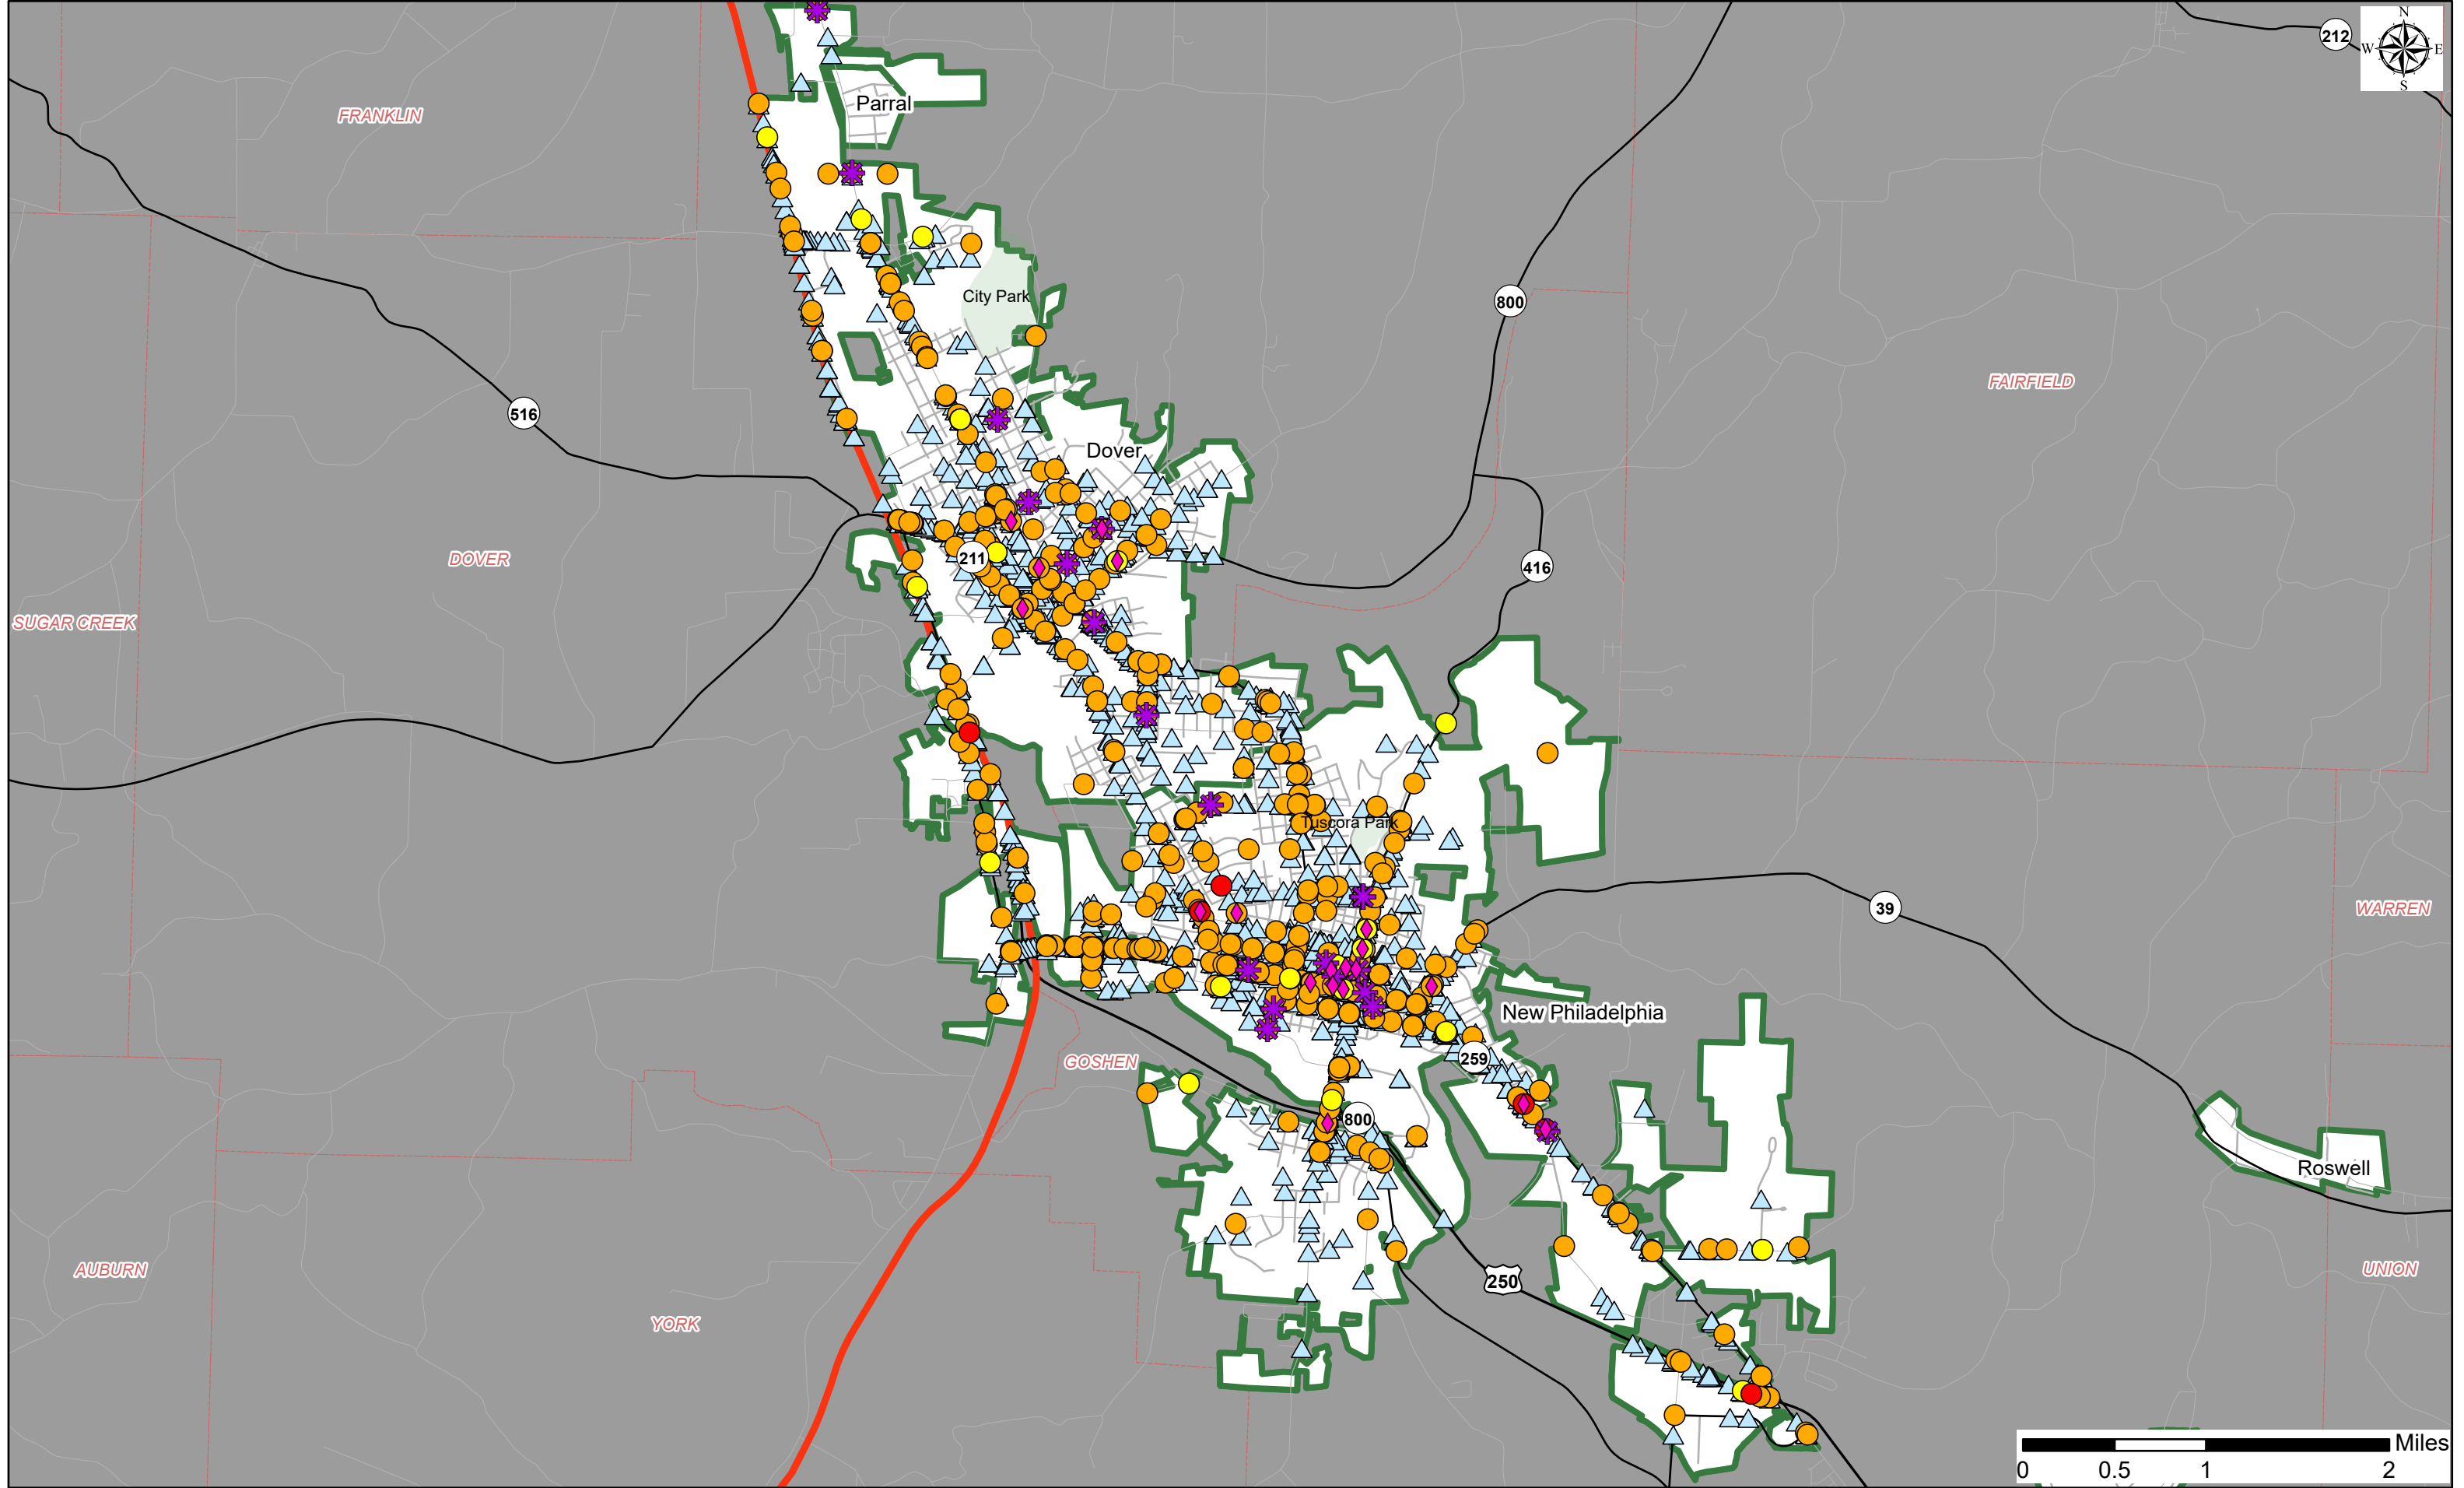 N
W E
S
212
Parral
FRANKLIN
City Park
800
FAIRFIELD
516
Dover
211
DOVER
416
SUGAR CREEK
Tuscora Park
39
WARREN
New Philadelphia
GOSHEN
259
800
Roswell
AUBURN
250
UNION
YORK
Miles
0 0.5 1 2